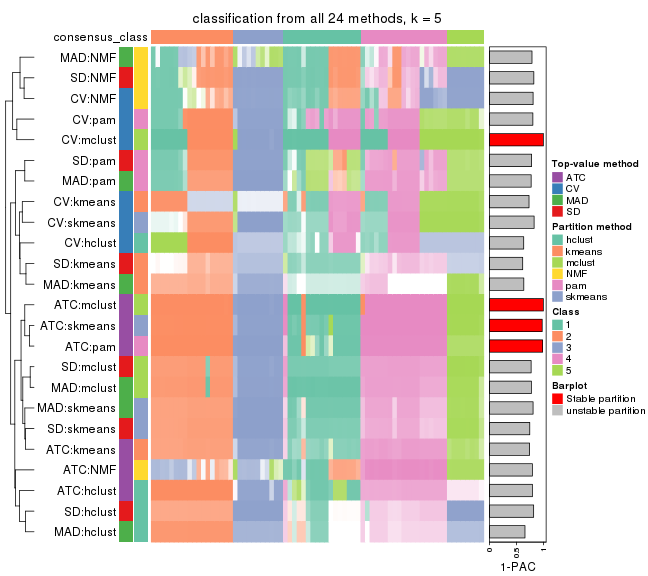 classification from all 24 methods, k = 5
consensus_class
MAD:NMF
SD:NMF
CV:NMF
CV:pam
CV:mclust
SD:pam
MAD:pam
CV:kmeans
CV:skmeans
CV:hclust
SD:kmeans
MAD:kmeans
ATC:mclust
ATC:skmeans
ATC:pam
SD:mclust
MAD:mclust
MAD:skmeans
SD:skmeans
ATC:kmeans
ATC:NMF
ATC:hclust
SD:hclust
MAD:hclust
0
0.5
1
1-PAC
Top-value method
ATC
CV
MAD
SD
Partition method
hclust
kmeans
mclust
NMF
pam
skmeans
Class
1
2
3
4
5
Barplot
Stable partition
unstable partition